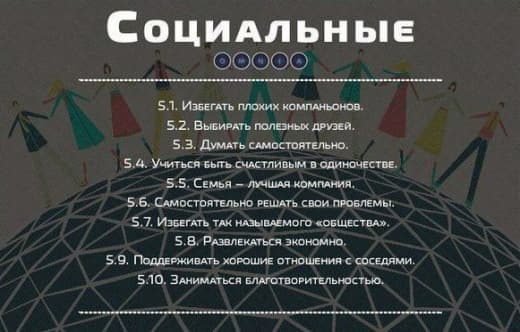 Социальные
OMNIA
5.1. Избегать плохих компаньонов.
5.2. Выбирать полезных друзей.
5.3. Думать самостоятельно.
5.4. Учиться быть счастливым в одиночестве.
5.5. Семья – лучшая компания.
5.6. Самостоятельно решать свои проблемы.
5.7. Избегать так называемого «общества».
5.8. Развлекаться экономно.
5.9. Поддерживать хорошие отношения с соседями.
5.10. Заниматься благотворительностью.